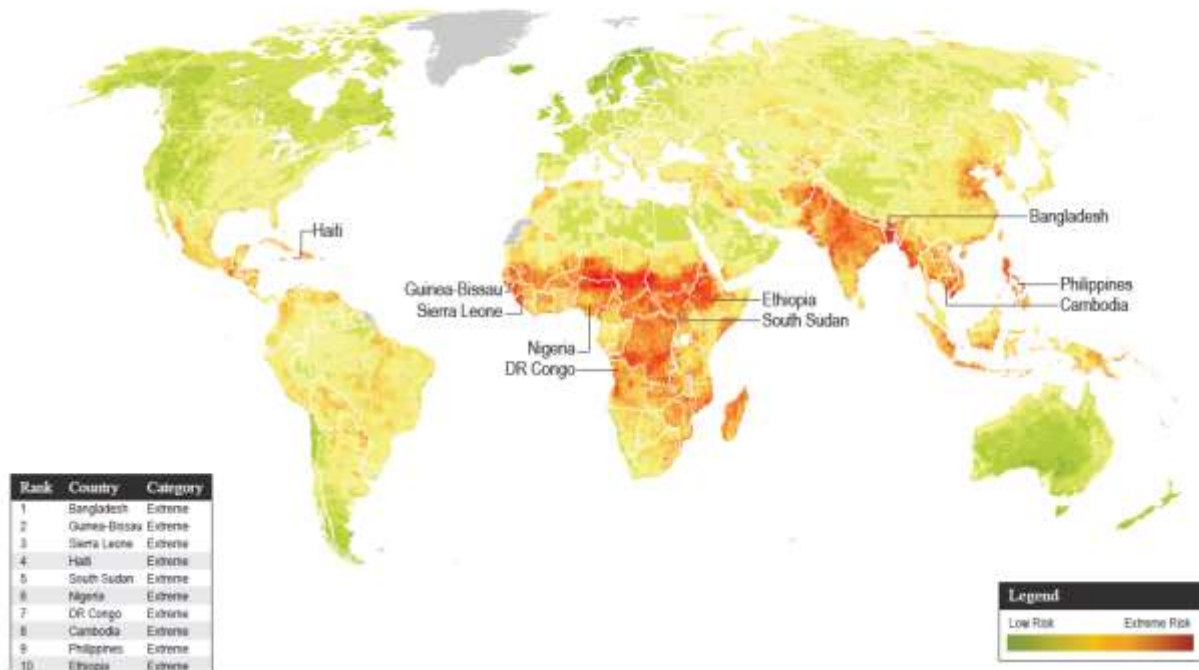 Haiti
Bangladesh
Guinea-Bissau
Sierra Leone
Ethiopia
South Sudan
Philippines
Cambodia
Nigeria
DR Congo
Rank Country Category
1 Bangladesh Extreme
2 Guinea-Bissau Extreme
3 Sierra Leone Extreme
4 Haiti Extreme
5 South Sudan Extreme
6 Nigeria Extreme
7 DR Congo Extreme
8 Cambodia Extreme
9 Philippines Extreme
10 Ethiopia Extreme
Legend
Low Risk Extreme Risk